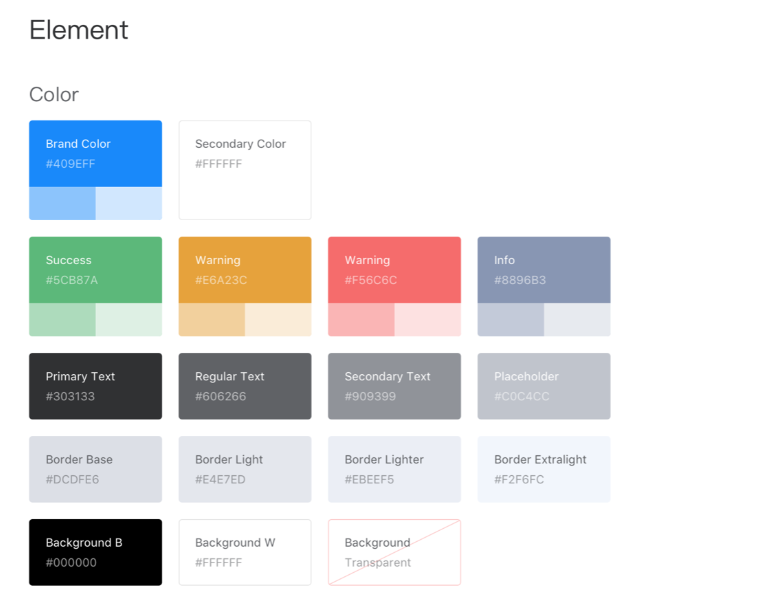 Element
Color
Brand Color
#409EFF
Secondary Color
#FFFFFF
Success
#5CB87A
Warning
#E6A23C
Warning
#F56C6C
Info
#8896B3
Primary Text
#303133
Regular Text
#606266
Secondary Text
#909399
Placeholder
#C0C4CC
Border Base
#DCDFE6
Border Light
#E4E7ED
Border Lighter
#EBEEF5
Border Extralight
#F2F6FC
Background B
#000000
Background W
#FFFFFF
Background
Transparent